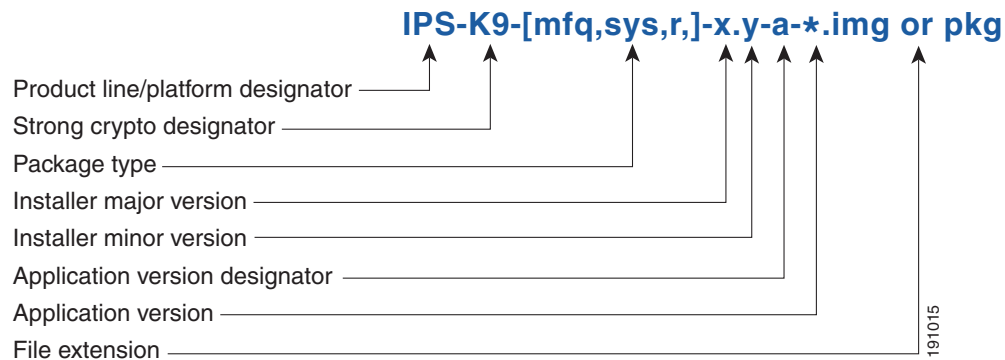 IPS-K9-[mfq,sys,r,]-x.y-a-*.img or pkg
Product line/platform designator
Strong crypto designator
Package type
Installer major version
Installer minor version
Application version designator
Application version
File extension
191015